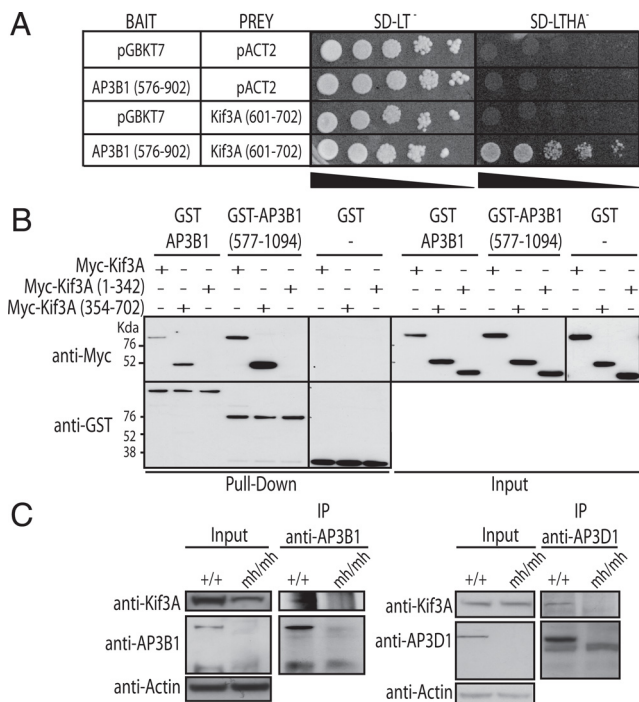 A
BAIT PREY SD-LT⁻ SD-LTHA⁻
pGBKT7 pACT2
AP3B1 (576-902) pACT2
pGBKT7 Kif3A (601-702)
AP3B1 (576-902) Kif3A (601-702)
B
GST GST-AP3B1 GST GST GST-AP3B1 GST
AP3B1 (577-1094) - AP3B1 (577-1094) -
Myc-Kif3A + - - + - - + - - + - - + - - + - -
Myc-Kif3A (1-342) - - + - - + - - + - - + - - + - - +
Myc-Kif3A (354-702) - + - - + - - + - - + - - + - - + -
Kda
76
anti-Myc
52
anti-GST
76
52
38
Pull-Down Input
C
IP IP
Input anti-AP3B1 Input anti-AP3D1
+/+ mh/mh +/+ mh/mh +/+ mh/mh +/+ mh/mh
anti-Kif3A anti-Kif3A
anti-AP3B1 anti-AP3D1
anti-Actin anti-Actin